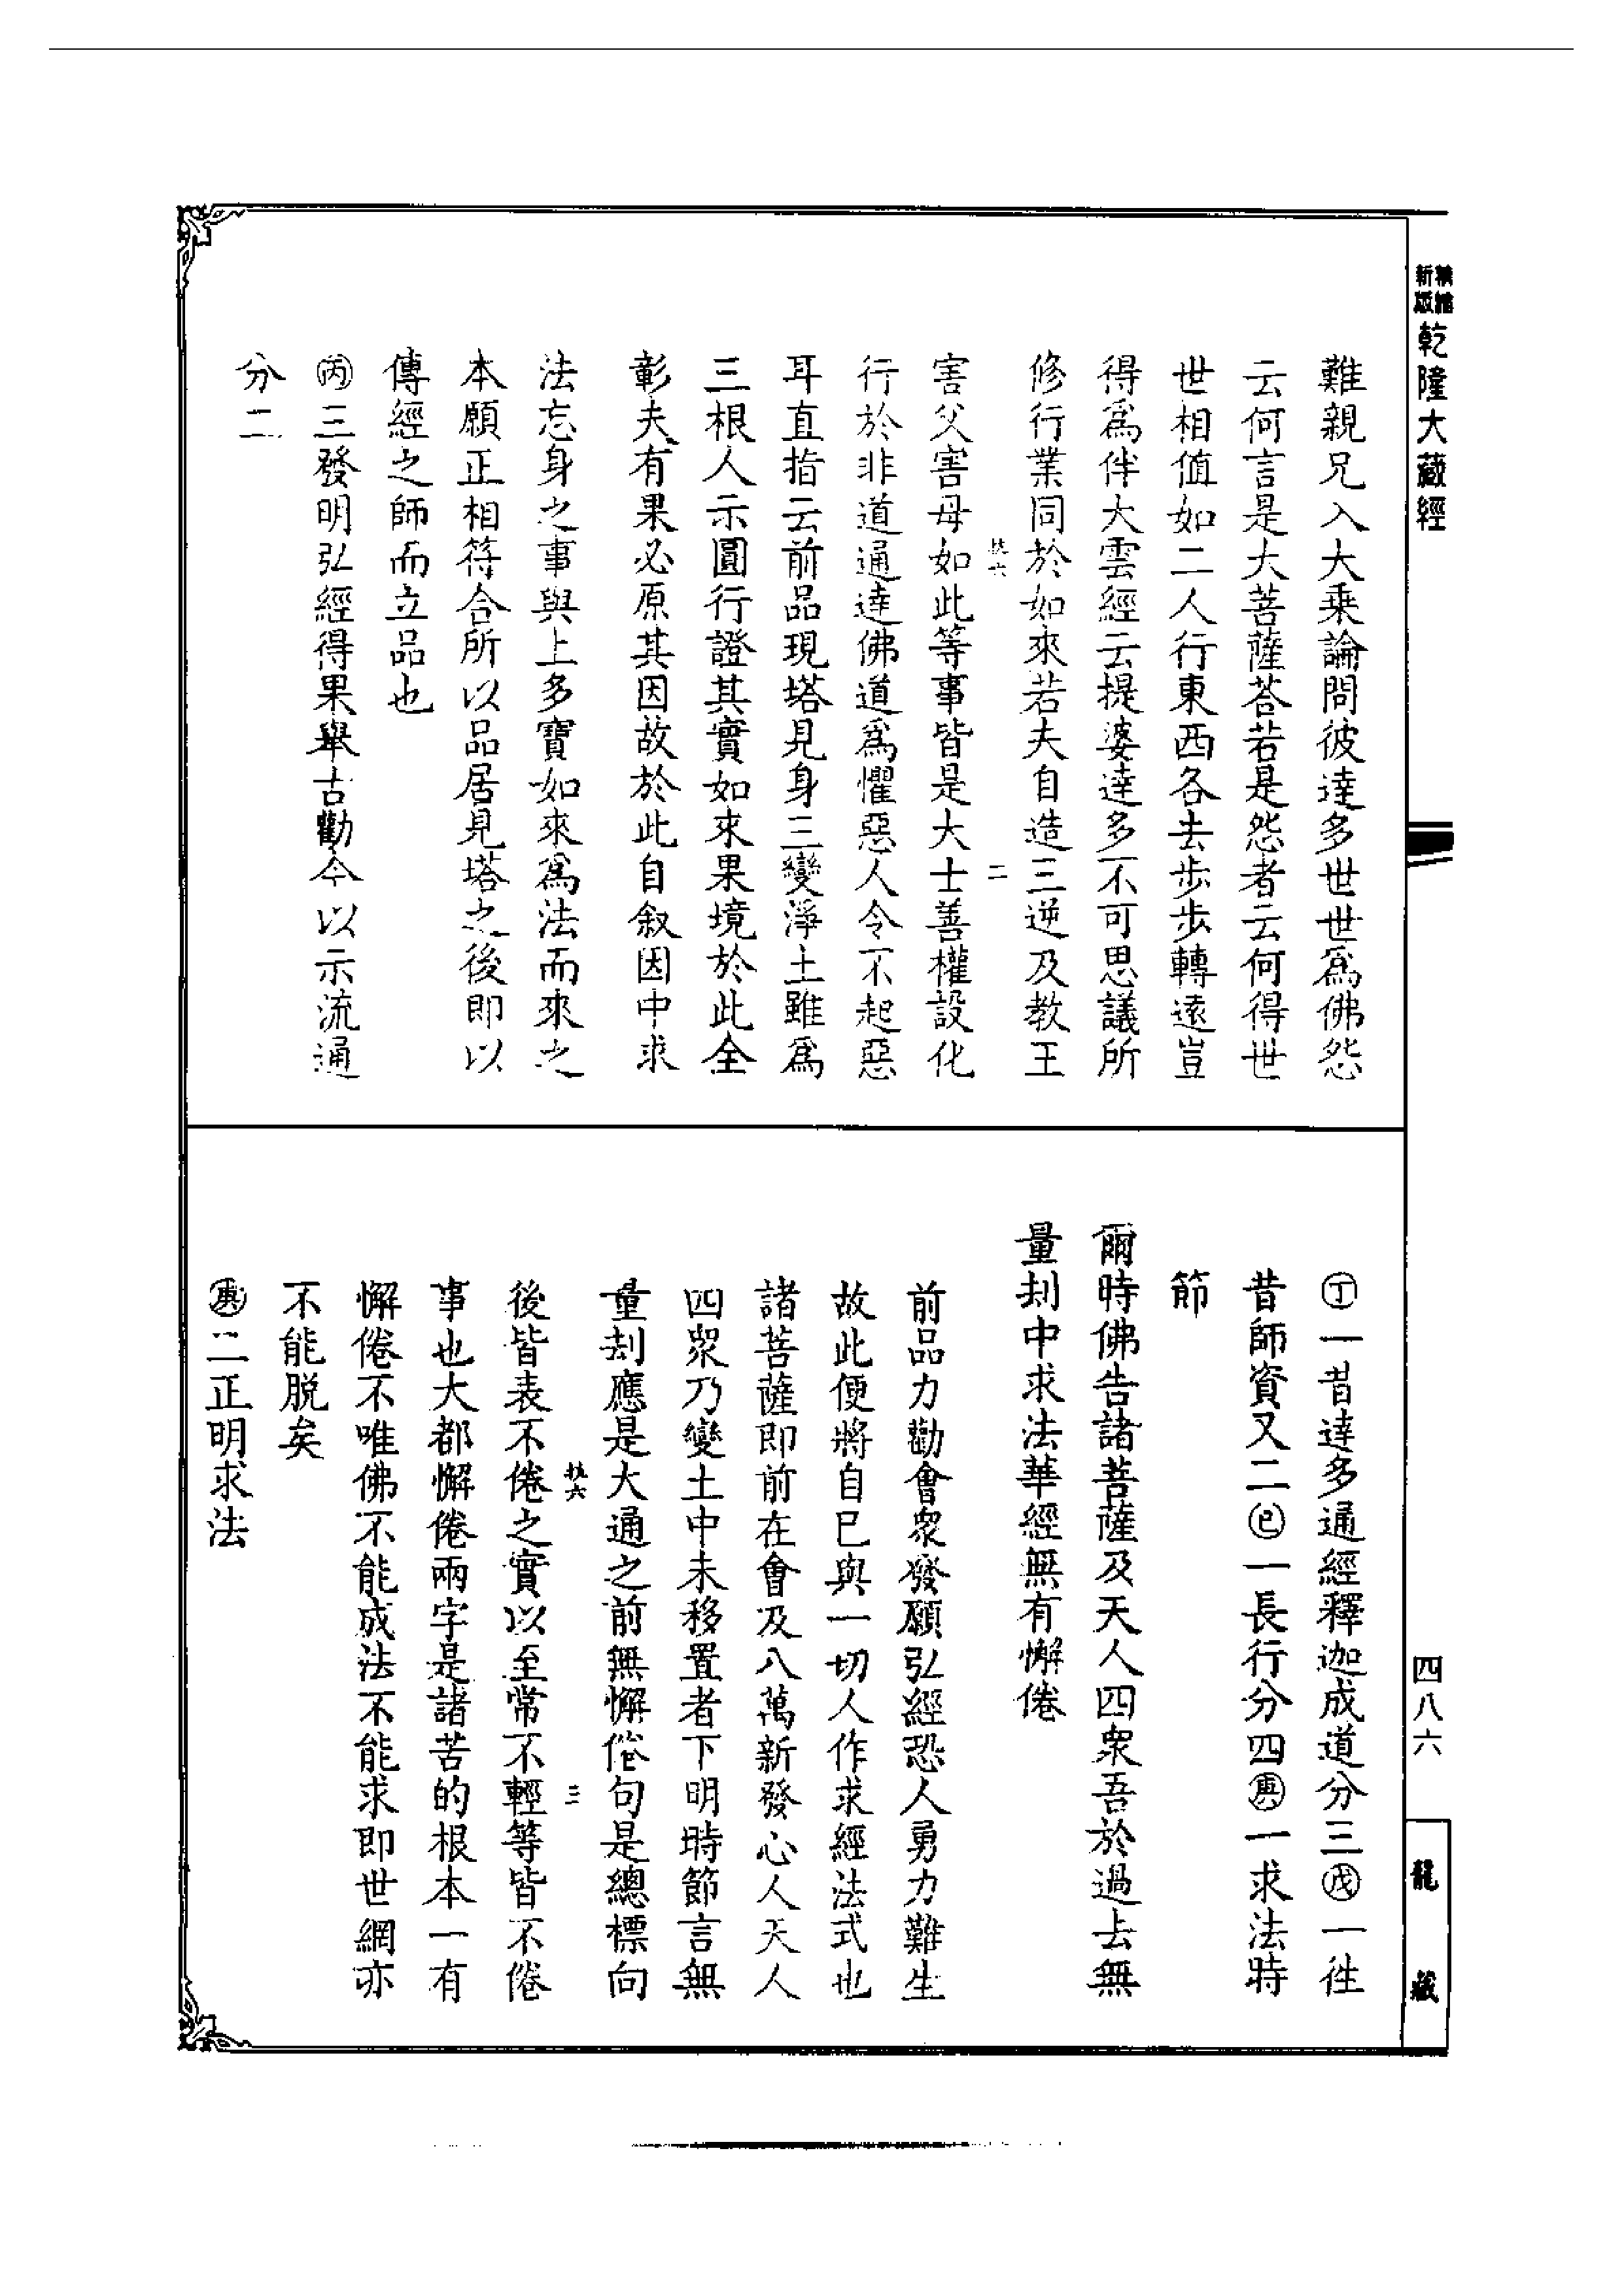 新版
精縮
乾隆大藏經
難親兄入大乘論問彼達多世世爲佛怨
云何言是大菩薩荅若是怨者云何得世
世相値如二人行東西各去步步轉遠豈
得爲伴大雲經云提婆達多不可思議所
修行業同於如來若夫自造三逆及教王
二
害父害母如此等事皆是大士善權設化
行於非道通達佛道爲懼惡人令不起惡
耳直指云前品現塔見身三變淨土雖爲
三根人示圓行證其實如來果境於此全
彰夫有果必原其因故於此自叙因中求
法忘身之事與上多寶如來爲法而來之
本願正相符合所以品居見塔之後即以
傳經之師而立品也
㊅三發明弘經得果舉古勸今以示流通
分二
丁一昔達多通經釋迦成道分三戊一徃
昔師資又二己一長行分四庚一求法時
節
爾時佛告諸菩薩及天人四衆吾於過去無
量刦中求法華經無有懈倦
前品力勸會衆發願弘經恐人勇力難生
故此便將自己與一切人作求經法式也
諸菩薩即前在會及八萬新發心人天人
四衆乃變土中未移置者下明時節言無
量刦應是大通之前無懈倦句是總標向
三
後皆表不倦之實以至常不輕等皆不倦
事也大都懈倦兩字是諸苦的根本一有
懈倦不唯佛不能成法不能求即世網亦
不能脱矣
庚二正明求法
四八六
龍藏